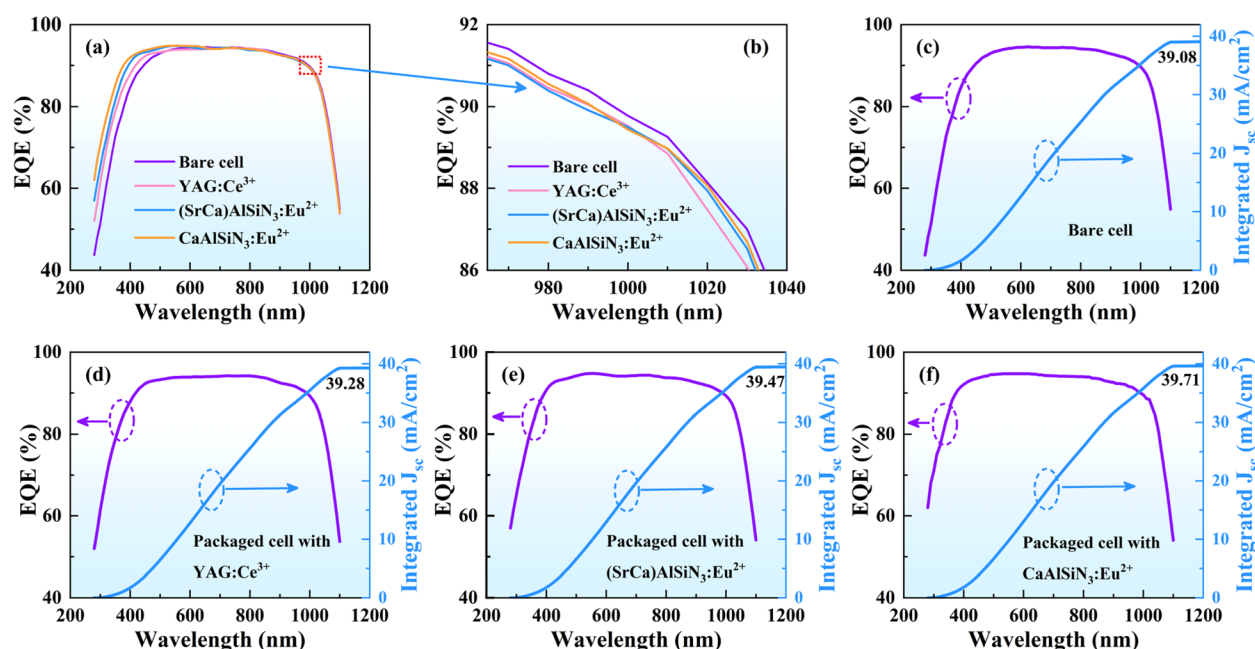 (a)
EQE (%)
100
80
60
40
Bare cell
YAG:Ce³⁺
(SrCa)AlSiN₃:Eu²⁺
CaAlSiN₃:Eu²⁺
200 400 600 800 1000 1200
Wavelength (nm)
(b)
EQE (%)
92
90
88
86
Bare cell
YAG:Ce³⁺
(SrCa)AlSiN₃:Eu²⁺
CaAlSiN₃:Eu²⁺
980 1000 1020 1040
Wavelength (nm)
(c)
EQE (%)
100
80
60
40
39.08
Bare cell
Integrated Jsc (mA/cm²)
40
30
20
10
0
200 400 600 800 1000 1200
Wavelength (nm)
(d)
EQE (%)
100
80
60
40
39.28
Packaged cell with
YAG:Ce³⁺
Integrated Jsc (mA/cm²)
40
30
20
10
0
200 400 600 800 1000 1200
Wavelength (nm)
(e)
EQE (%)
100
80
60
40
39.47
Packaged cell with
(SrCa)AlSiN₃:Eu²⁺
Integrated Jsc (mA/cm²)
40
30
20
10
0
200 400 600 800 1000 1200
Wavelength (nm)
(f)
EQE (%)
100
80
60
40
39.71
Packaged cell with
CaAlSiN₃:Eu²⁺
Integrated Jsc (mA/cm²)
40
30
20
10
0
200 400 600 800 1000 1200
Wavelength (nm)